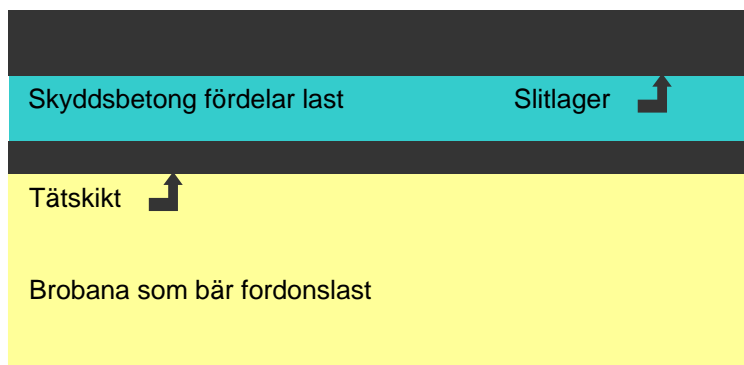 Skyddsbetong fördelar last Slitlager
Tätskikt
Brobana som bär fordonslast